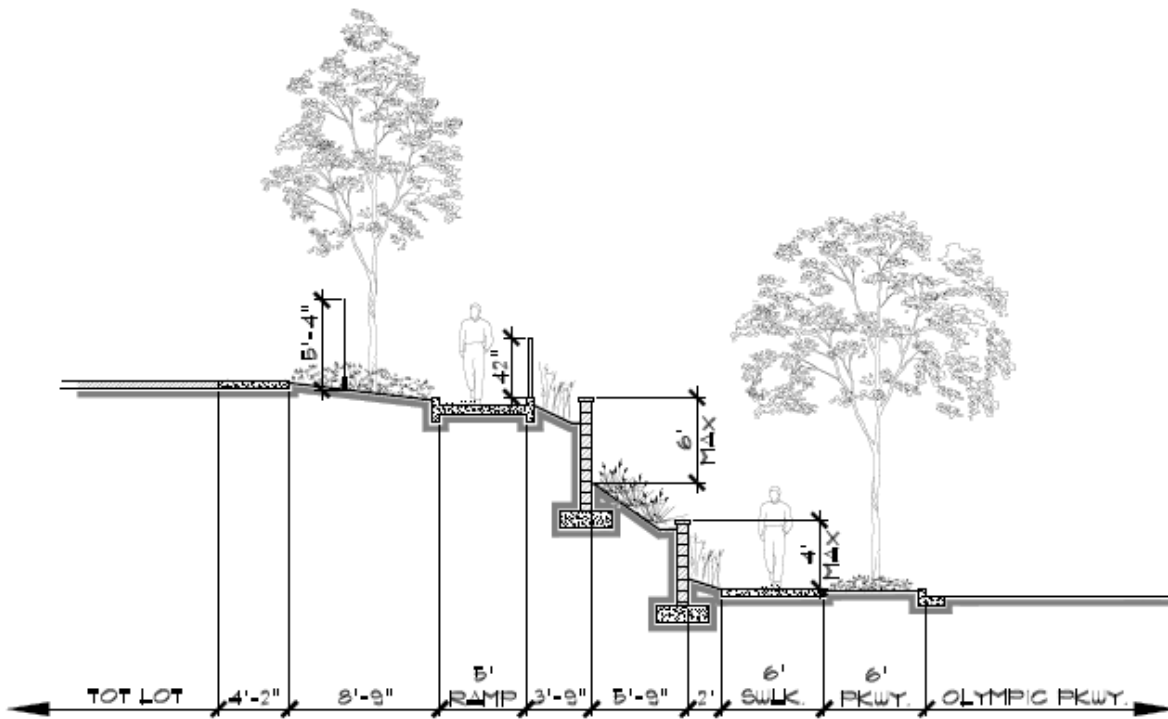 5'-4"
42"
6'
MAX
4'
MAX
TOT LOT
4'-2"
8'-9"
5'
RAMP
3'-9"
5'-9"
2'
6'
SWLK.
6'
PKWY.
OLYMPIC PKWY.